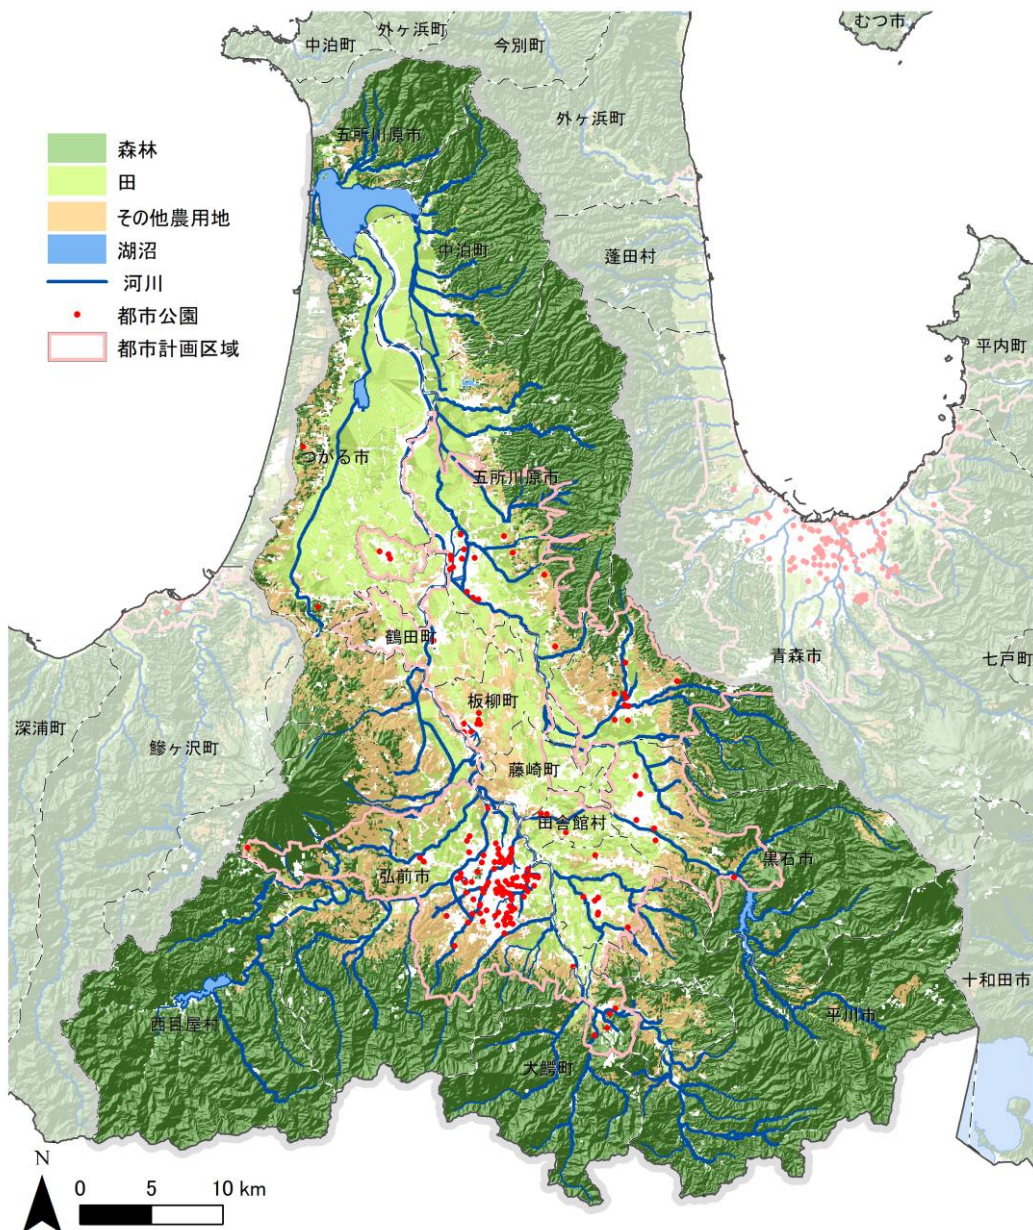 むつ市
外ヶ浜町
中泊町
今別町
外ヶ浜町
五所川原市
森林
田
その他農用地
湖沼
河川
都市公園
都市計画区域
中泊町
蓬田村
平内町
つがる市
五所川原市
鶴田町
青森市
七戸町
板柳町
深浦町
鰺ヶ沢町
藤崎町
田舎館村
黒石市
弘前市
十和田市
西目屋村
平川市
大鰐町
N
0 5 10 km